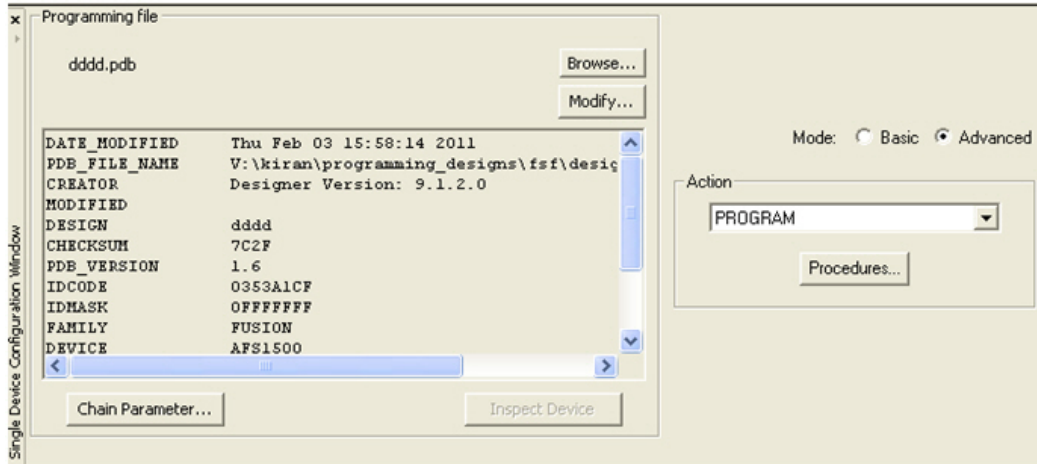 Programming file
dddd.pdb
Browse...
Modify...
DATE_MODIFIED Thu Feb 03 15:58:14 2011
PDB_FILE_NAME V:\kiran\programming_designs\fsf\desig
CREATOR Designer Version: 9.1.2.0
MODIFIED
DESIGN dddd
CHECKSUM 7C2F
PDB_VERSION 1.6
IDCODE 0353A1CF
IDMASK 0FFFFFFF
FAMILY FUSION
DEVICE AFS1500
Chain Parameter...
Inspect Device
Mode: Basic Advanced
Action
PROGRAM
Procedures...
Single Device Configuration Window